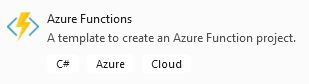 Azure Functions
A template to create an Azure Function project.
C# Azure Cloud